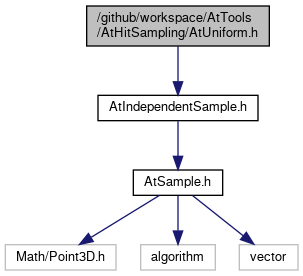 /github/workspace/AtTools
/AtHitSampling/AtUniform.h
AtIndependentSample.h
AtSample.h
Math/Point3D.h
algorithm
vector